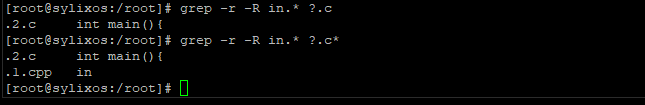 [root@sylixos:/root]# grep -r -R in.* ?.c
.2.c    int main(){
[root@sylixos:/root]# grep -r -R in.* ?.c*
.2.c    int main(){
.1.cpp  in
[root@sylixos:/root]#